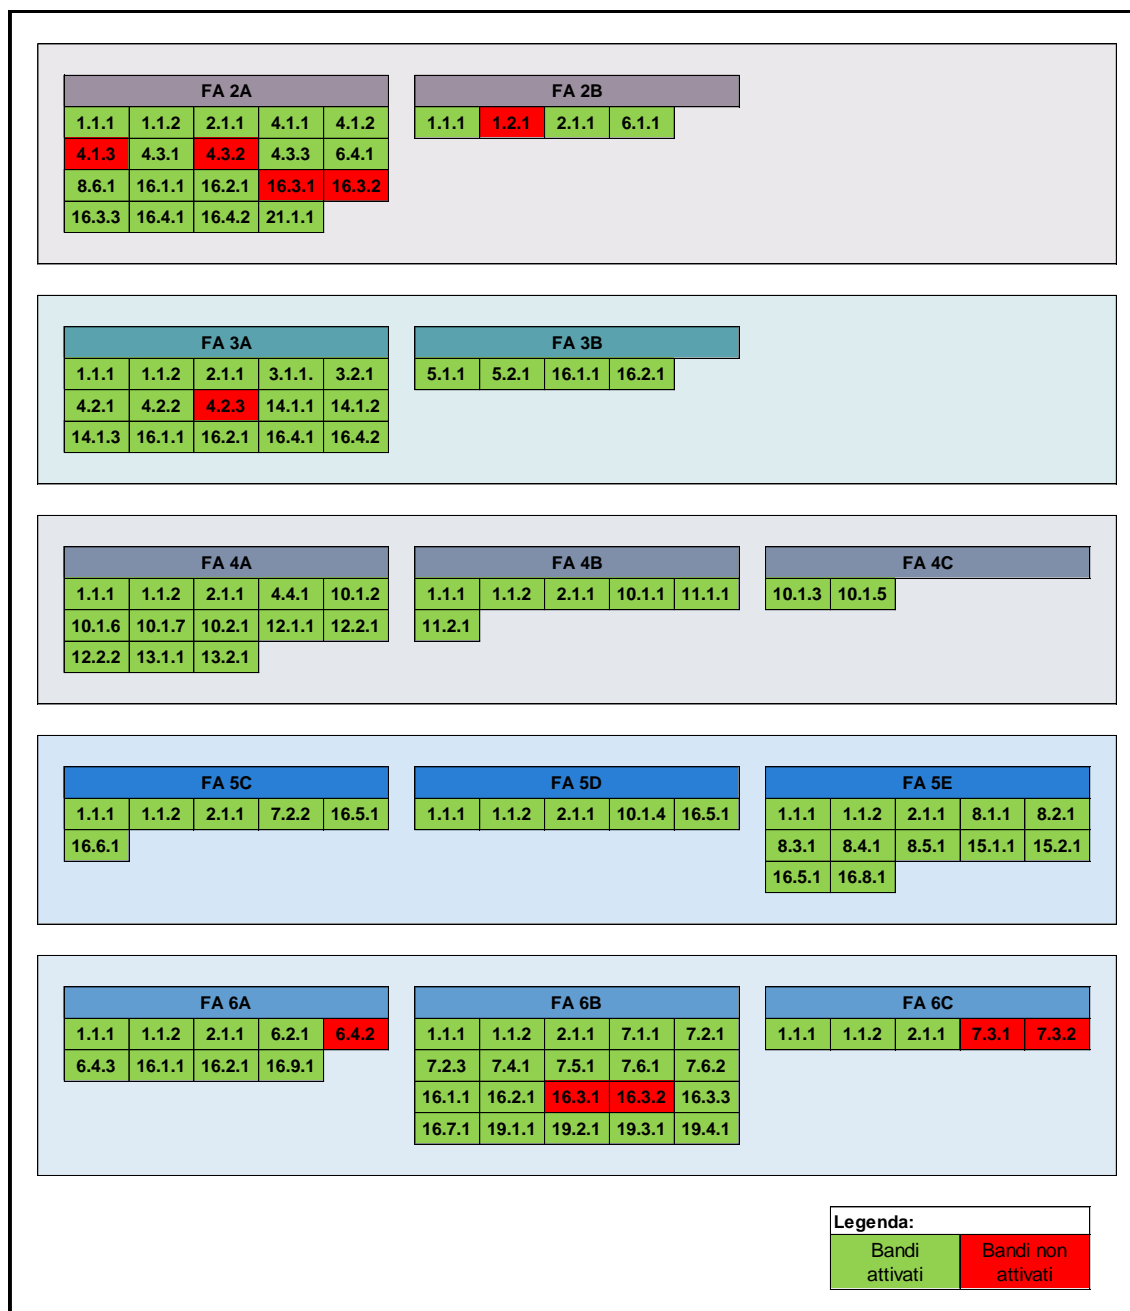 FA 2A
1.1.1 1.1.2 2.1.1 4.1.1 4.1.2
4.1.3 4.3.1 4.3.2 4.3.3 6.4.1
8.6.1 16.1.1 16.2.1 16.3.1 16.3.2
16.3.3 16.4.1 16.4.2 21.1.1
FA 2B
1.1.1 1.2.1 2.1.1 6.1.1
FA 3A
1.1.1 1.1.2 2.1.1 3.1.1. 3.2.1
4.2.1 4.2.2 4.2.3 14.1.1 14.1.2
14.1.3 16.1.1 16.2.1 16.4.1 16.4.2
FA 3B
5.1.1 5.2.1 16.1.1 16.2.1
FA 4A
1.1.1 1.1.2 2.1.1 4.4.1 10.1.2
10.1.6 10.1.7 10.2.1 12.1.1 12.2.1
12.2.2 13.1.1 13.2.1
FA 4B
1.1.1 1.1.2 2.1.1 10.1.1 11.1.1
11.2.1
FA 4C
10.1.3 10.1.5
FA 5C
1.1.1 1.1.2 2.1.1 7.2.2 16.5.1
16.6.1
FA 5D
1.1.1 1.1.2 2.1.1 10.1.4 16.5.1
FA 5E
1.1.1 1.1.2 2.1.1 8.1.1 8.2.1
8.3.1 8.4.1 8.5.1 15.1.1 15.2.1
16.5.1 16.8.1
FA 6A
1.1.1 1.1.2 2.1.1 6.2.1 6.4.2
6.4.3 16.1.1 16.2.1 16.9.1
FA 6B
1.1.1 1.1.2 2.1.1 7.1.1 7.2.1
7.2.3 7.4.1 7.5.1 7.6.1 7.6.2
16.1.1 16.2.1 16.3.1 16.3.2 16.3.3
16.7.1 19.1.1 19.2.1 19.3.1 19.4.1
FA 6C
1.1.1 1.1.2 2.1.1 7.3.1 7.3.2
Legenda:
Bandi
attivati
Bandi non
attivati